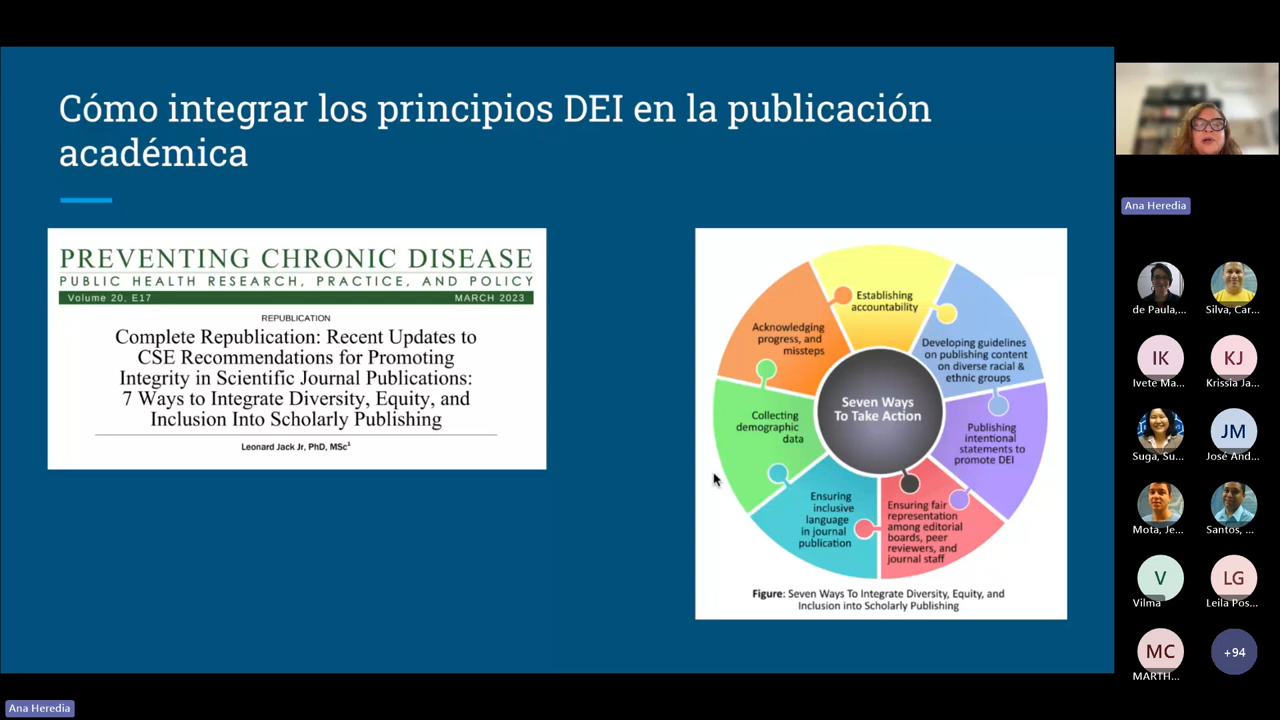 Cómo integrar los principios DEI en la publicación
académica
PREVENTING CHRONIC DISEASE
PUBLIC HEALTH RESEARCH, PRACTICE, AND POLICY
Volume 20, E17
MARCH 2023
REPUBLICATION
Complete Republication: Recent Updates to
CSE Recommendations for Promoting
Integrity in Scientific Journal Publications:
7 Ways to Integrate Diversity, Equity, and
Inclusion Into Scholarly Publishing
Leonard Jack Jr, PhD, MSc1
Establishing
accountability
Developing guidelines
on publishing content
on diverse racial &
ethnic groups
Publishing
intentional
statements to
promote DEI
Ensuring fair
representation
among editorial
boards, peer
reviewers, and
journal staff
Ensuring
inclusive
language
in journal
publication
Collecting
demographic
data
Acknowledging
progress, and
missteps
Seven Ways
To Take Action
Figure: Seven Ways To Integrate Diversity, Equity, and
Inclusion into Scholarly Publishing
Ana Heredia
de Paula,...
Silva, Car...
IK
Ivete Ma...
KJ
Krissia Ja...
Suga, Su...
JM
José And...
Mota, Je...
Santos, ...
V
Vilma
LG
Leila Pos...
MC
MARTH...
+94
Ana Heredia